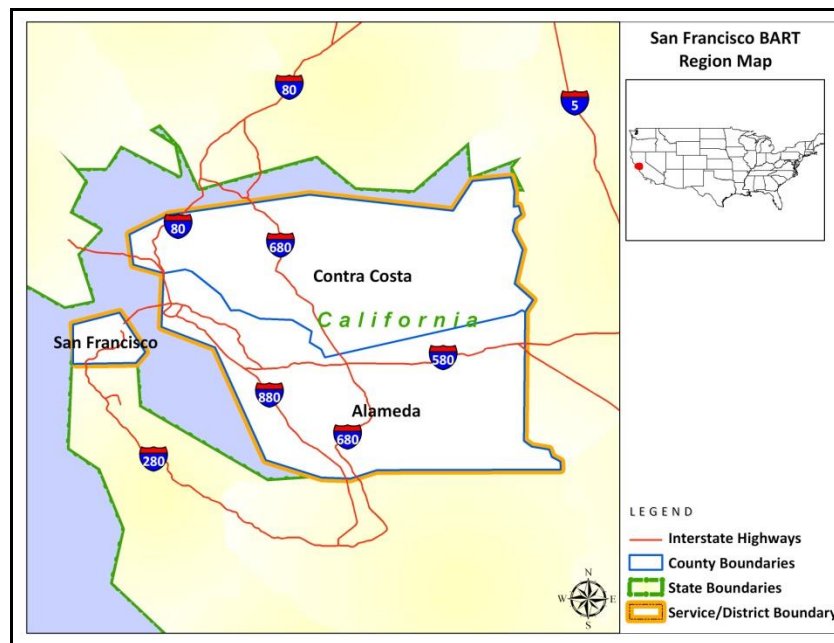 San Francisco BART
Region Map
80
5
80
680
Contra Costa
California
San Francisco
580
880
Alameda
680
280
N
W E
S
LEGEND
Interstate Highways
County Boundaries
State Boundaries
Service/District Boundary